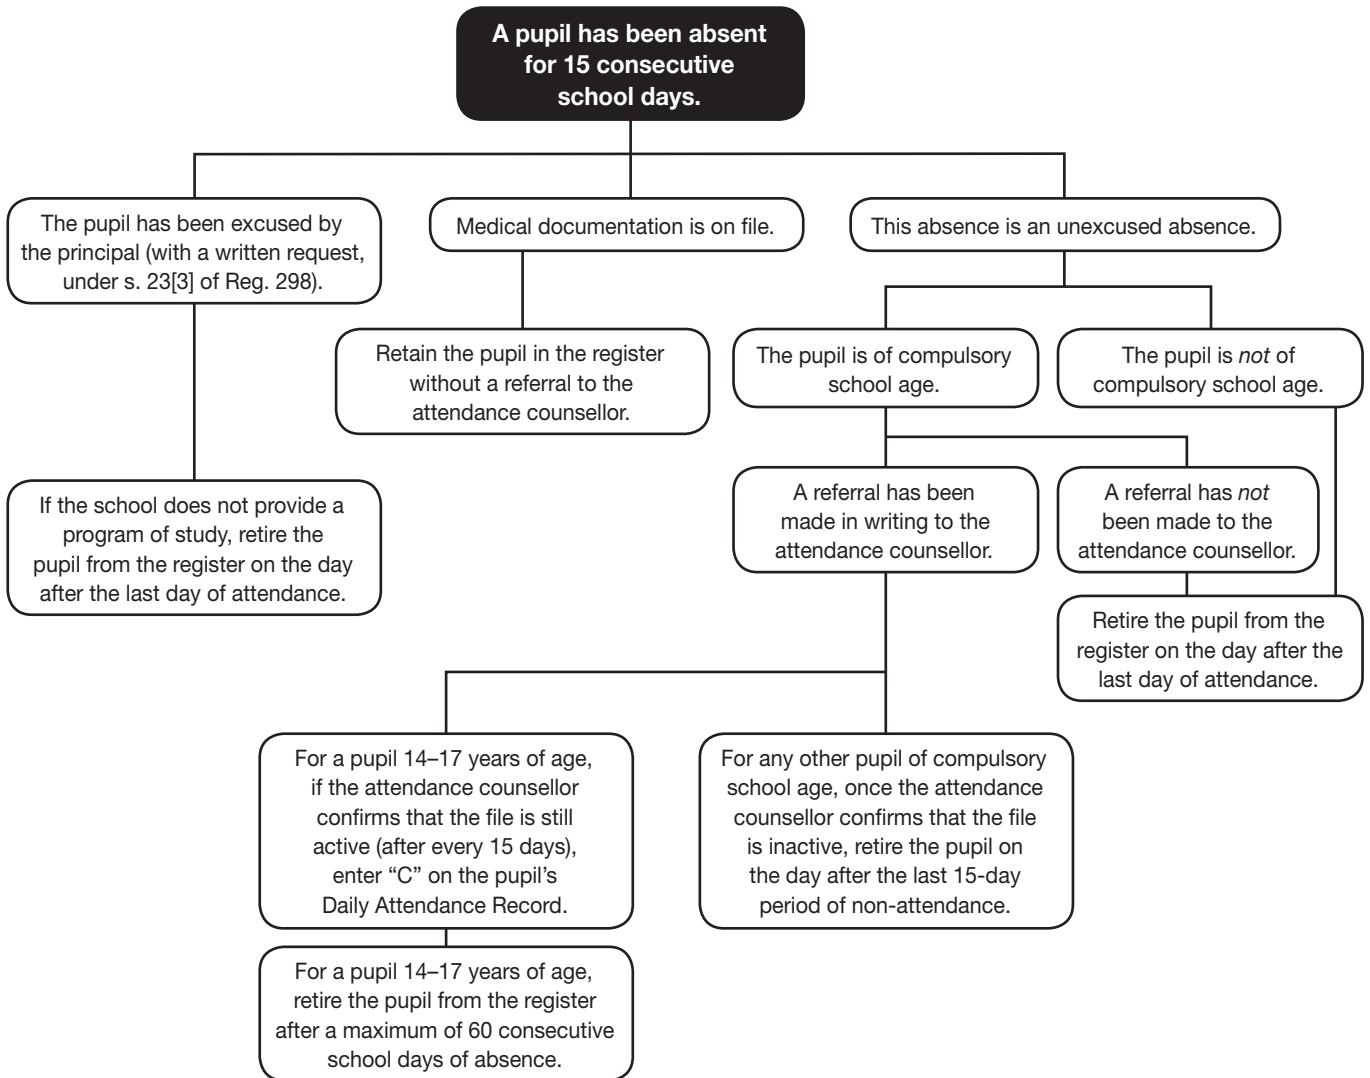 A pupil has been absent
for 15 consecutive
school days.
The pupil has been excused by
the principal (with a written request,
under s. 23[3] of Reg. 298).
Medical documentation is on file.
This absence is an unexcused absence.
Retain the pupil in the register
without a referral to the
attendance counsellor.
The pupil is of compulsory
school age.
The pupil is not of
compulsory school age.
If the school does not provide a
program of study, retire the
pupil from the register on the day
after the last day of attendance.
A referral has been
made in writing to the
attendance counsellor.
A referral has not
been made to the
attendance counsellor.
Retire the pupil from the
register on the day after the
last day of attendance.
For a pupil 14–17 years of age,
if the attendance counsellor
confirms that the file is still
active (after every 15 days),
enter “C” on the pupil’s
Daily Attendance Record.
For any other pupil of compulsory
school age, once the attendance
counsellor confirms that the file
is inactive, retire the pupil on
the day after the last 15-day
period of non-attendance.
For a pupil 14–17 years of age,
retire the pupil from the register
after a maximum of 60 consecutive
school days of absence.